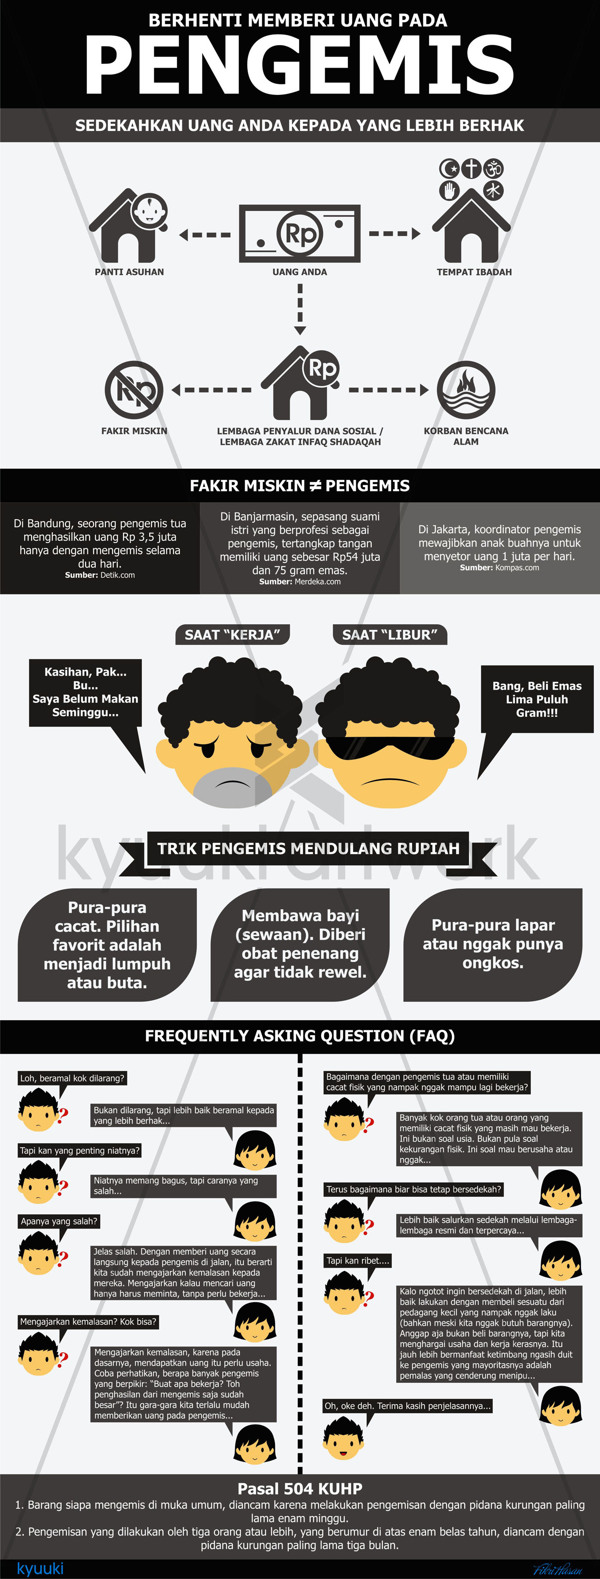 BERHENTI MEMBERI UANG PADA
PENGEMIS
SEDEKAHKAN UANG ANDA KEPADA YANG LEBIH BERHAK
PANTI ASUHAN
Rp
UANG ANDA
TEMPAT IBADAH
Rp
FAKIR MISKIN
Rp
LEMBAGA PENYALUR DANA SOSIAL /
LEMBAGA ZAKAT INFAQ SHADAQAH
KORBAN BENCANA
ALAM
FAKIR MISKIN ≠ PENGEMIS
Di Bandung, seorang pengemis tua
menghasilkan uang Rp 3,5 juta
hanya dengan mengemis selama
dua hari.
Sumber: Detik.com
Di Banjarmasin, sepasang suami
istri yang berprofesi sebagai
pengemis, tertangkap tangan
memiliki uang sebesar Rp54 juta
dan 75 gram emas.
Sumber: Merdeka.com
Di Jakarta, koordinator pengemis
mewajibkan anak buahnya untuk
menyetor uang 1 juta per hari.
Sumber: Kompas.com
SAAT “KERJA”
SAAT “LIBUR”
Kasihan, Pak...
Bu...
Saya Belum Makan
Seminggu...
Bang, Beli Emas
Lima Puluh
Gram!!!
kyuuki artwork
TRIK PENGEMIS MENDULANG RUPIAH
Pura-pura
cacat. Pilihan
favorit adalah
menjadi lumpuh
atau buta.
Membawa bayi
(sewaan). Diberi
obat penenang
agar tidak rewel.
Pura-pura lapar
atau nggak punya
ongkos.
FREQUENTLY ASKING QUESTION (FAQ)
Loh, beramal kok dilarang?
?
Bukan dilarang, tapi lebih baik beramal kepada
yang lebih berhak...
Tapi kan yang penting niatnya?
?
Niatnya memang bagus, tapi caranya yang
salah...
Apanya yang salah?
?
Jelas salah. Dengan memberi uang secara
langsung kepada pengemis di jalan, itu berarti
kita sudah mengajarkan kemalasan kepada
mereka. Mengajarkan kalau mencari uang
hanya harus meminta, tanpa perlu bekerja...
Mengajarkan kemalasan? Kok bisa?
?
Mengajarkan kemalasan, karena pada
dasarnya, mendapatkan uang itu perlu usaha.
Coba perhatikan, berapa banyak pengemis
yang berpikir: “Buat apa bekerja? Toh
penghasilan dari mengemis saja sudah
besar”? Itu gara-gara kita terlalu mudah
memberikan uang pada pengemis...
Bagaimana dengan pengemis tua atau memiliki
cacat fisik yang nampak nggak mampu lagi bekerja?
?
Banyak kok orang tua atau orang yang
memiliki cacat fisik yang masih mau bekerja.
Ini bukan soal usia. Bukan pula soal
kekurangan fisik. Ini soal mau berusaha atau
nggak...
Terus bagaimana biar bisa tetap bersedekah?
?
Lebih baik salurkan sedekah melalui lembaga-
lembaga resmi dan terpercaya...
Tapi kan ribet....
?
Kalo ngotot ingin bersedekah di jalan, lebih
baik lakukan dengan membeli sesuatu dari
pedagang kecil yang nampak nggak laku
(bahkan meski kita nggak butuh barangnya).
Anggap aja bukan beli barangnya, tapi kita
menghargai usaha dan kerja kerasnya. Itu
jauh lebih bermanfaat ketimbang ngasih duit
ke pengemis yang mayoritasnya adalah
pemalas yang cenderung menipu...
Oh, oke deh. Terima kasih penjelasannya...
Pasal 504 KUHP
1. Barang siapa mengemis di muka umum, diancam karena melakukan pengemisan dengan pidana kurungan paling
lama enam minggu.
2. Pengemisan yang dilakukan oleh tiga orang atau lebih, yang berumur di atas enam belas tahun, diancam dengan
pidana kurungan paling lama tiga bulan.
kyuuki
Fikri Hasan